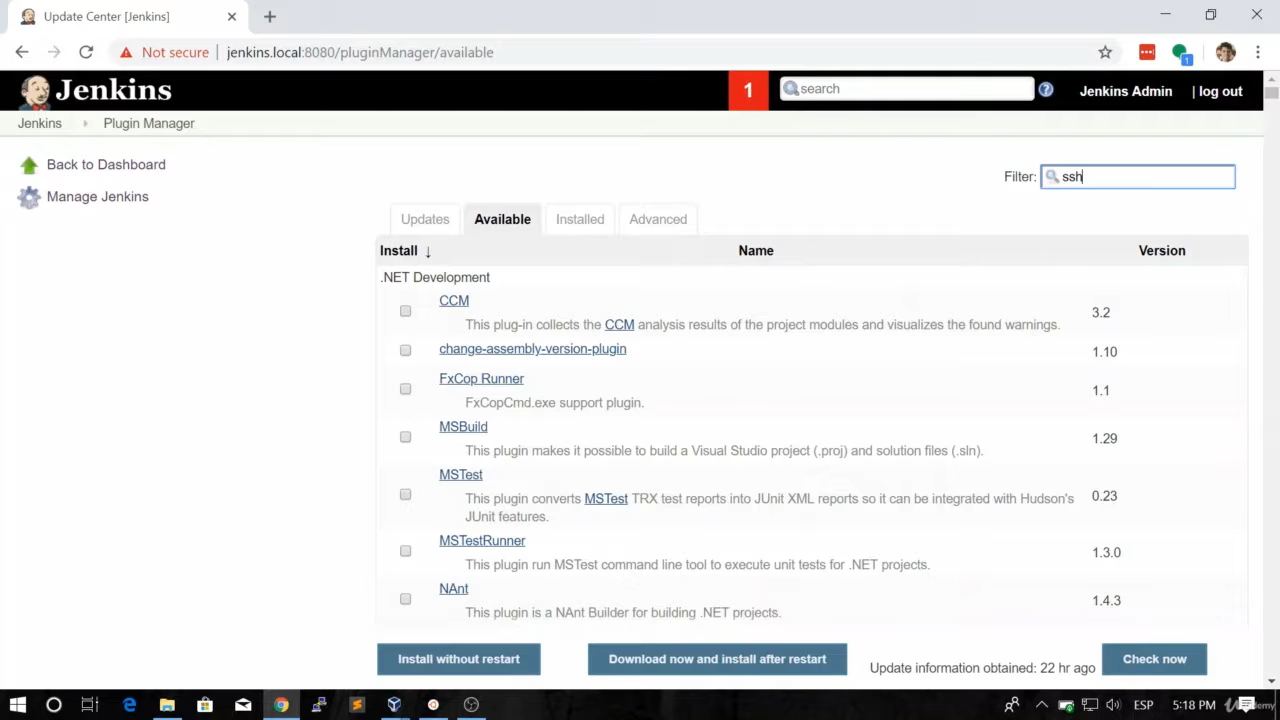 Update Center [Jenkins]
Not secure | jenkins.local:8080/pluginManager/available
1
Jenkins
1
search
Jenkins Admin
| log out
Jenkins
Plugin Manager
Back to Dashboard
Manage Jenkins
Filter:
ssh
Updates
Available
Installed
Advanced
Install ↓
Name
Version
.NET Development
CCM
This plug-in collects the CCM analysis results of the project modules and visualizes the found warnings.
3.2
change-assembly-version-plugin
1.10
FxCop Runner
FxCopCmd.exe support plugin.
1.1
MSBuild
This plugin makes it possible to build a Visual Studio project (.proj) and solution files (.sln).
1.29
MSTest
This plugin converts MSTest TRX test reports into JUnit XML reports so it can be integrated with Hudson's
JUnit features.
0.23
MSTestRunner
This plugin run MSTest command line tool to execute unit tests for .NET projects.
1.3.0
NAnt
This plugin is a NAnt Builder for building .NET projects.
1.4.3
Install without restart
Download now and install after restart
Update information obtained: 22 hr ago
Check now
ESP
5:18 PM
Udemy